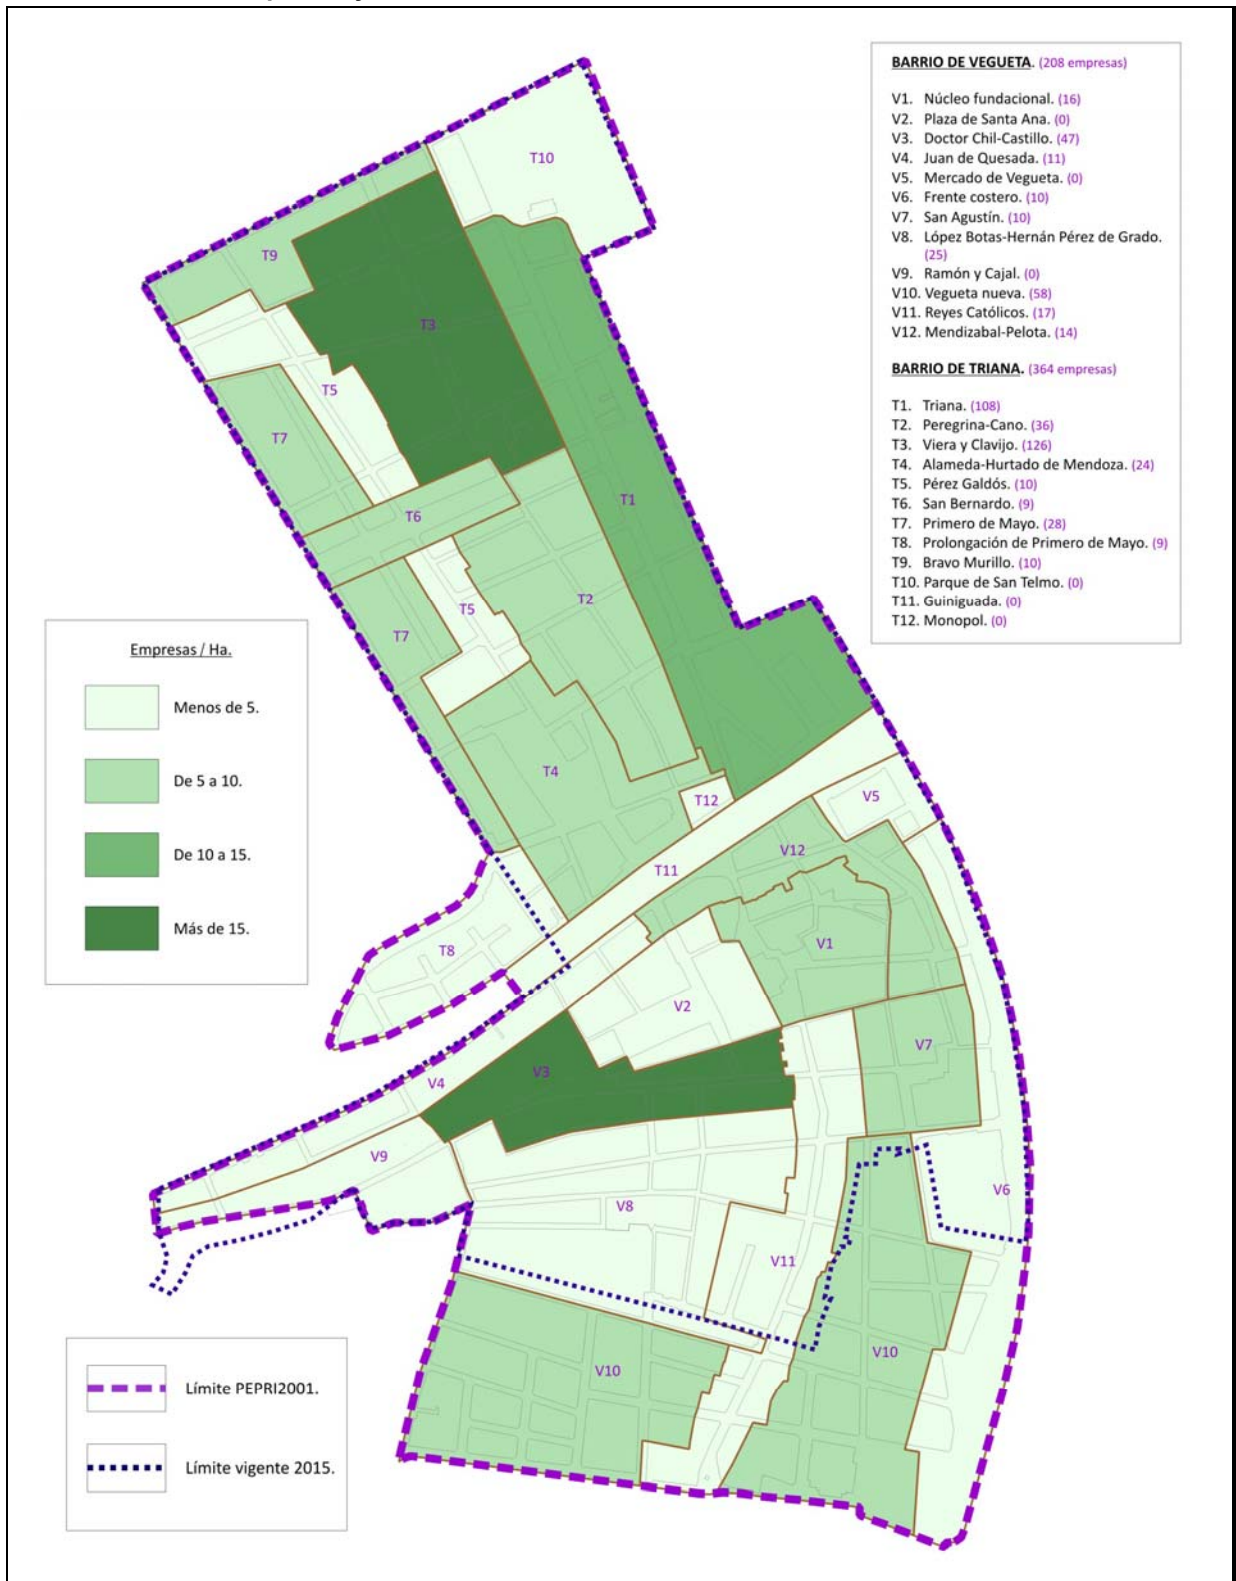 BARRIO DE VEGUETA. (208 empresas)
V1. Núcleo fundacional. (16)
V2. Plaza de Santa Ana. (0)
V3. Doctor Chil-Castillo. (47)
V4. Juan de Quesada. (11)
V5. Mercado de Vegueta. (0)
V6. Frente costero. (10)
V7. San Agustín. (10)
V8. López Botas-Hernán Pérez de Grado.
(25)
V9. Ramón y Cajal. (0)
V10. Vegueta nueva. (58)
V11. Reyes Católicos. (17)
V12. Mendizabal-Pelota. (14)
BARRIO DE TRIANA. (364 empresas)
T1. Triana. (108)
T2. Peregrina-Cano. (36)
T3. Viera y Clavijo. (126)
T4. Alameda-Hurtado de Mendoza. (24)
T5. Pérez Galdós. (10)
T6. San Bernardo. (9)
T7. Primero de Mayo. (28)
T8. Prolongación de Primero de Mayo. (9)
T9. Bravo Murillo. (10)
T10. Parque de San Telmo. (0)
T11. Guiniguada. (0)
T12. Monopol. (0)
T10
T9
T3
T5
T7
T1
T6
T2
T5
T7
T4
T12
V5
V12
T11
V1
T8
V2
V7
V3
V4
V9
V6
V8
V11
V10
V10
Empresas / Ha.
Menos de 5.
De 5 a 10.
De 10 a 15.
Más de 15.
Límite PEPRI2001.
Límite vigente 2015.